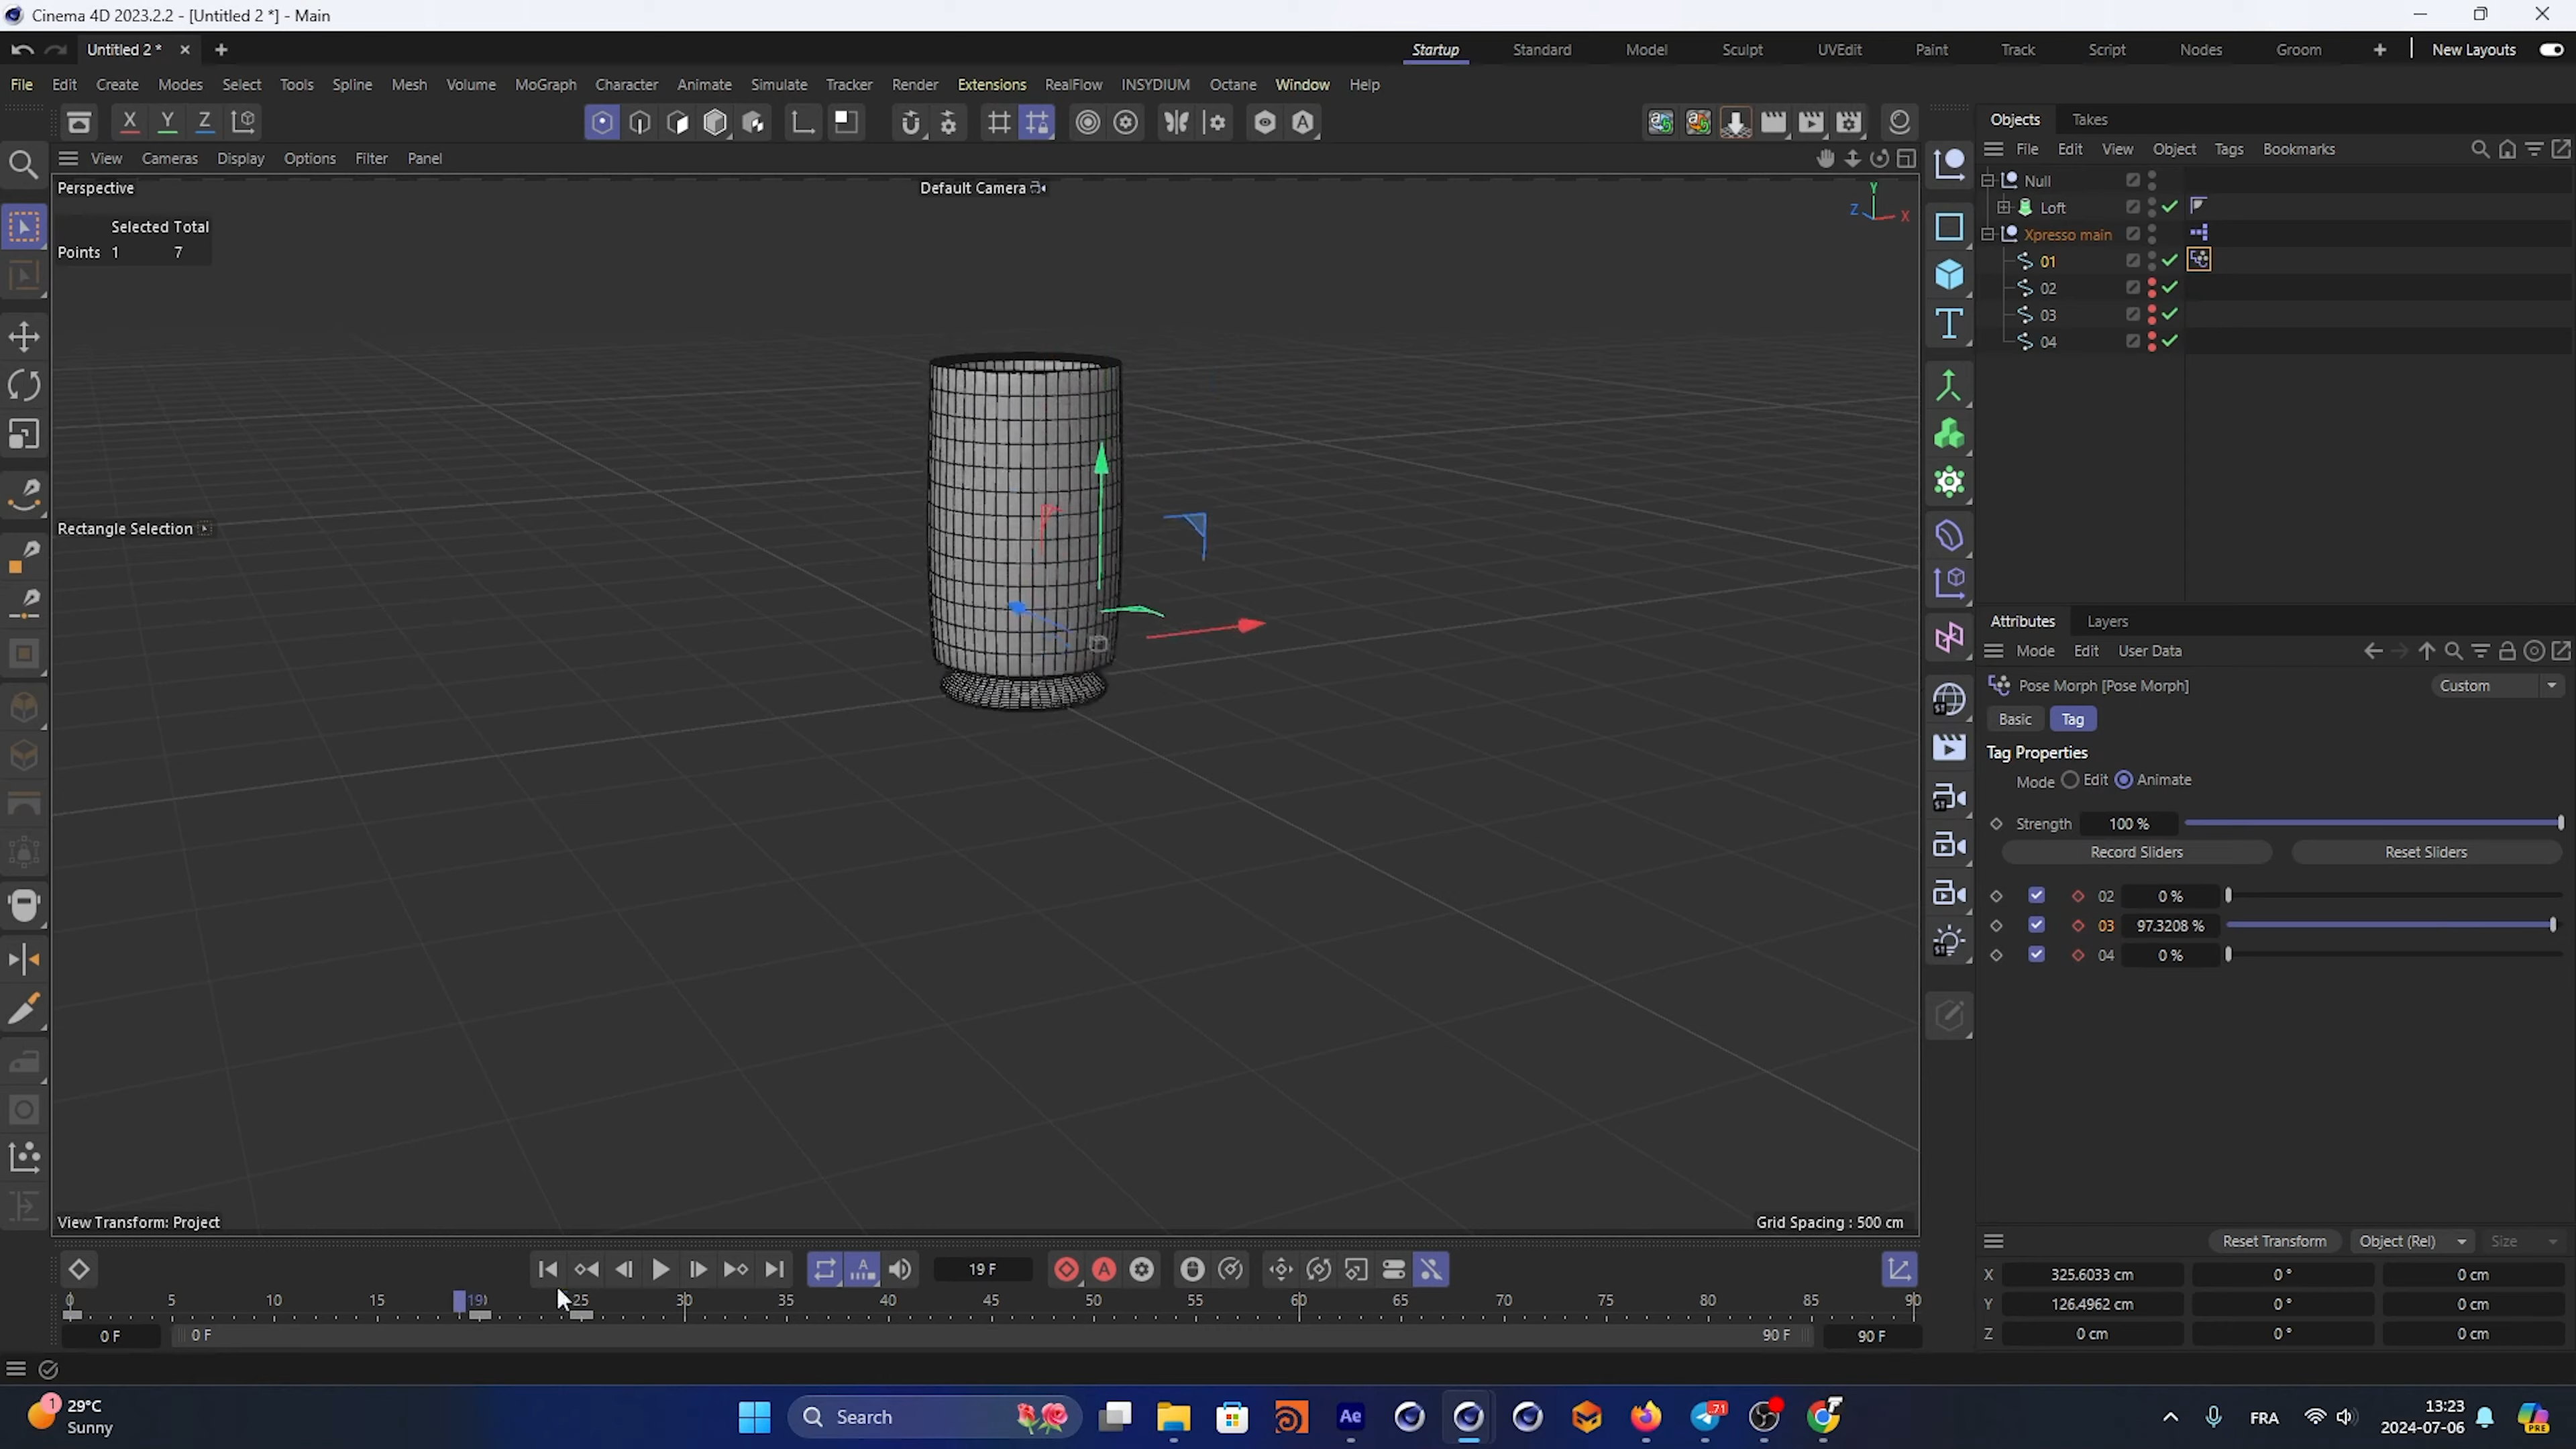 Cinema 4D 2023.2.2 - [Untitled 2 *] - Main
Untitled 2 *
Startup Standard Model Sculpt UVEdit Paint Track Script Nodes Groom New Layouts
File Edit Create Modes Select Tools Spline Mesh Volume MoGraph Character Animate Simulate Tracker Render Extensions RealFlow INSYDIUM Octane Window Help
X Y Z
Objects Takes
View Cameras Display Options Filter Panel
File Edit View Object Tags Bookmarks
Perspective
Default Camera
Y
Z X
Selected Total
Points 1 7
Rectangle Selection
Null
Loft
Xpresso main
01
02
03
04
Attributes Layers
Mode Edit User Data
Pose Morph [Pose Morph]
Custom
Basic Tag
Tag Properties
Mode Edit Animate
Strength 100 %
Record Sliders Reset Sliders
02 0 %
03 97.3208 %
04 0 %
View Transform: Project
Grid Spacing : 500 cm
19 F
0 5 10 15 19 25 30 35 40 45 50 55 60 65 70 75 80 85 90
0 F 0 F 90 F 90 F
Reset Transform Object (Rel) Size
X 325.6033 cm 0 ° 0 cm
Y 126.4962 cm 0 ° 0 cm
Z 0 cm 0 ° 0 cm
1
29°C
Sunny
Search
Ae
71
FRA
13:23
2024-07-06
PRE